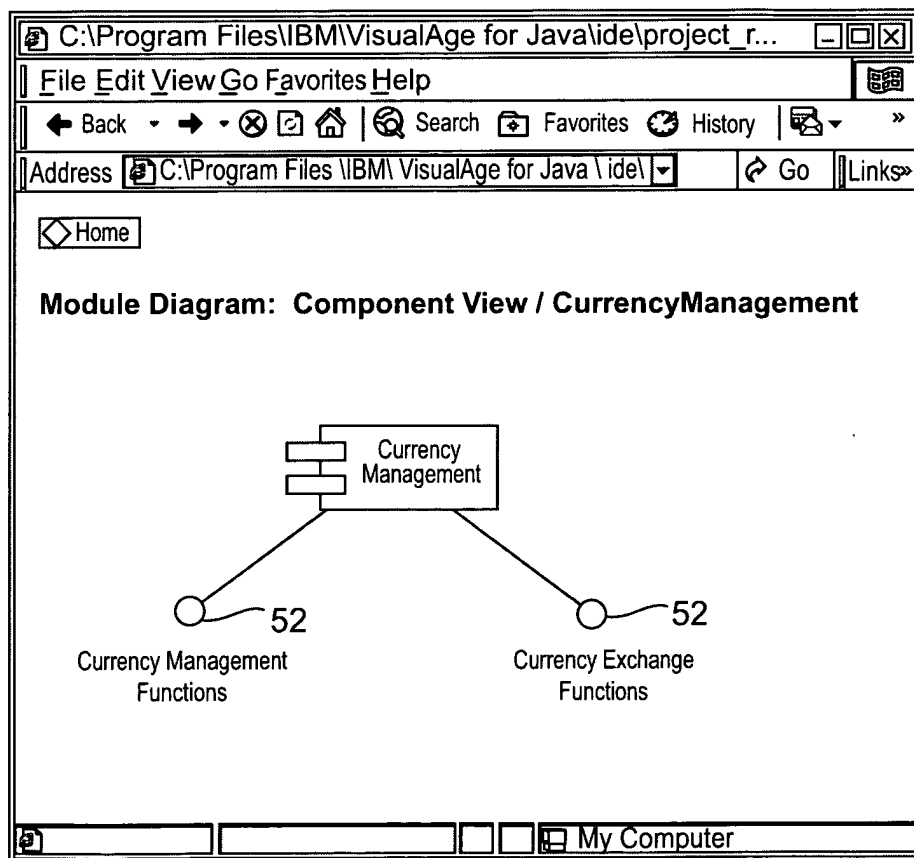 C:\Program Files\IBM\VisualAge for Java\ide\project_r...
File Edit View Go Favorites Help
Back Search Favorites History »
Address C:\Program Files \IBM\ VisualAge for Java \ ide\ Go Links»
Home
Module Diagram: Component View / CurrencyManagement
Currency
Management
52 52
Currency Management Currency Exchange
Functions Functions
My Computer